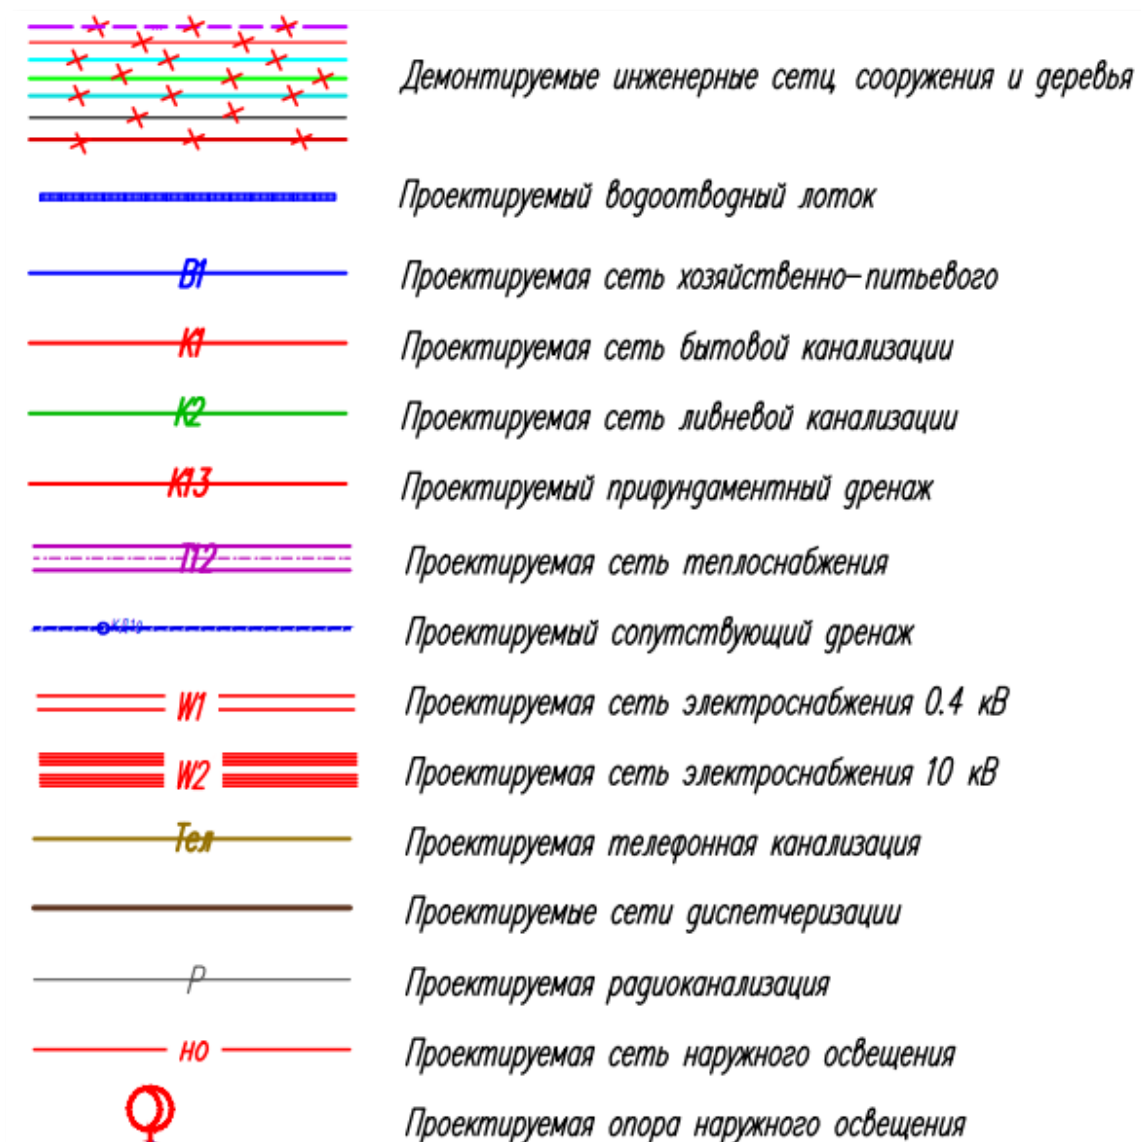 Демонтируемые инженерные сети, сооружения и деревья
Проектируемый водоотводный лоток
В1 Проектируемая сеть хозяйственно-питьевого
К1 Проектируемая сеть бытовой канализации
К2 Проектируемая сеть ливневой канализации
К13 Проектируемый прифундаментный дренаж
Т12 Проектируемая сеть теплоснабжения
Проектируемый сопутствующий дренаж
W1 Проектируемая сеть электроснабжения 0.4 кВ
W2 Проектируемая сеть электроснабжения 10 кВ
Тел Проектируемая телефонная канализация
Проектируемые сети диспетчеризации
Р Проектируемая радиоканализация
но Проектируемая сеть наружного освещения
Проектируемая опора наружного освещения